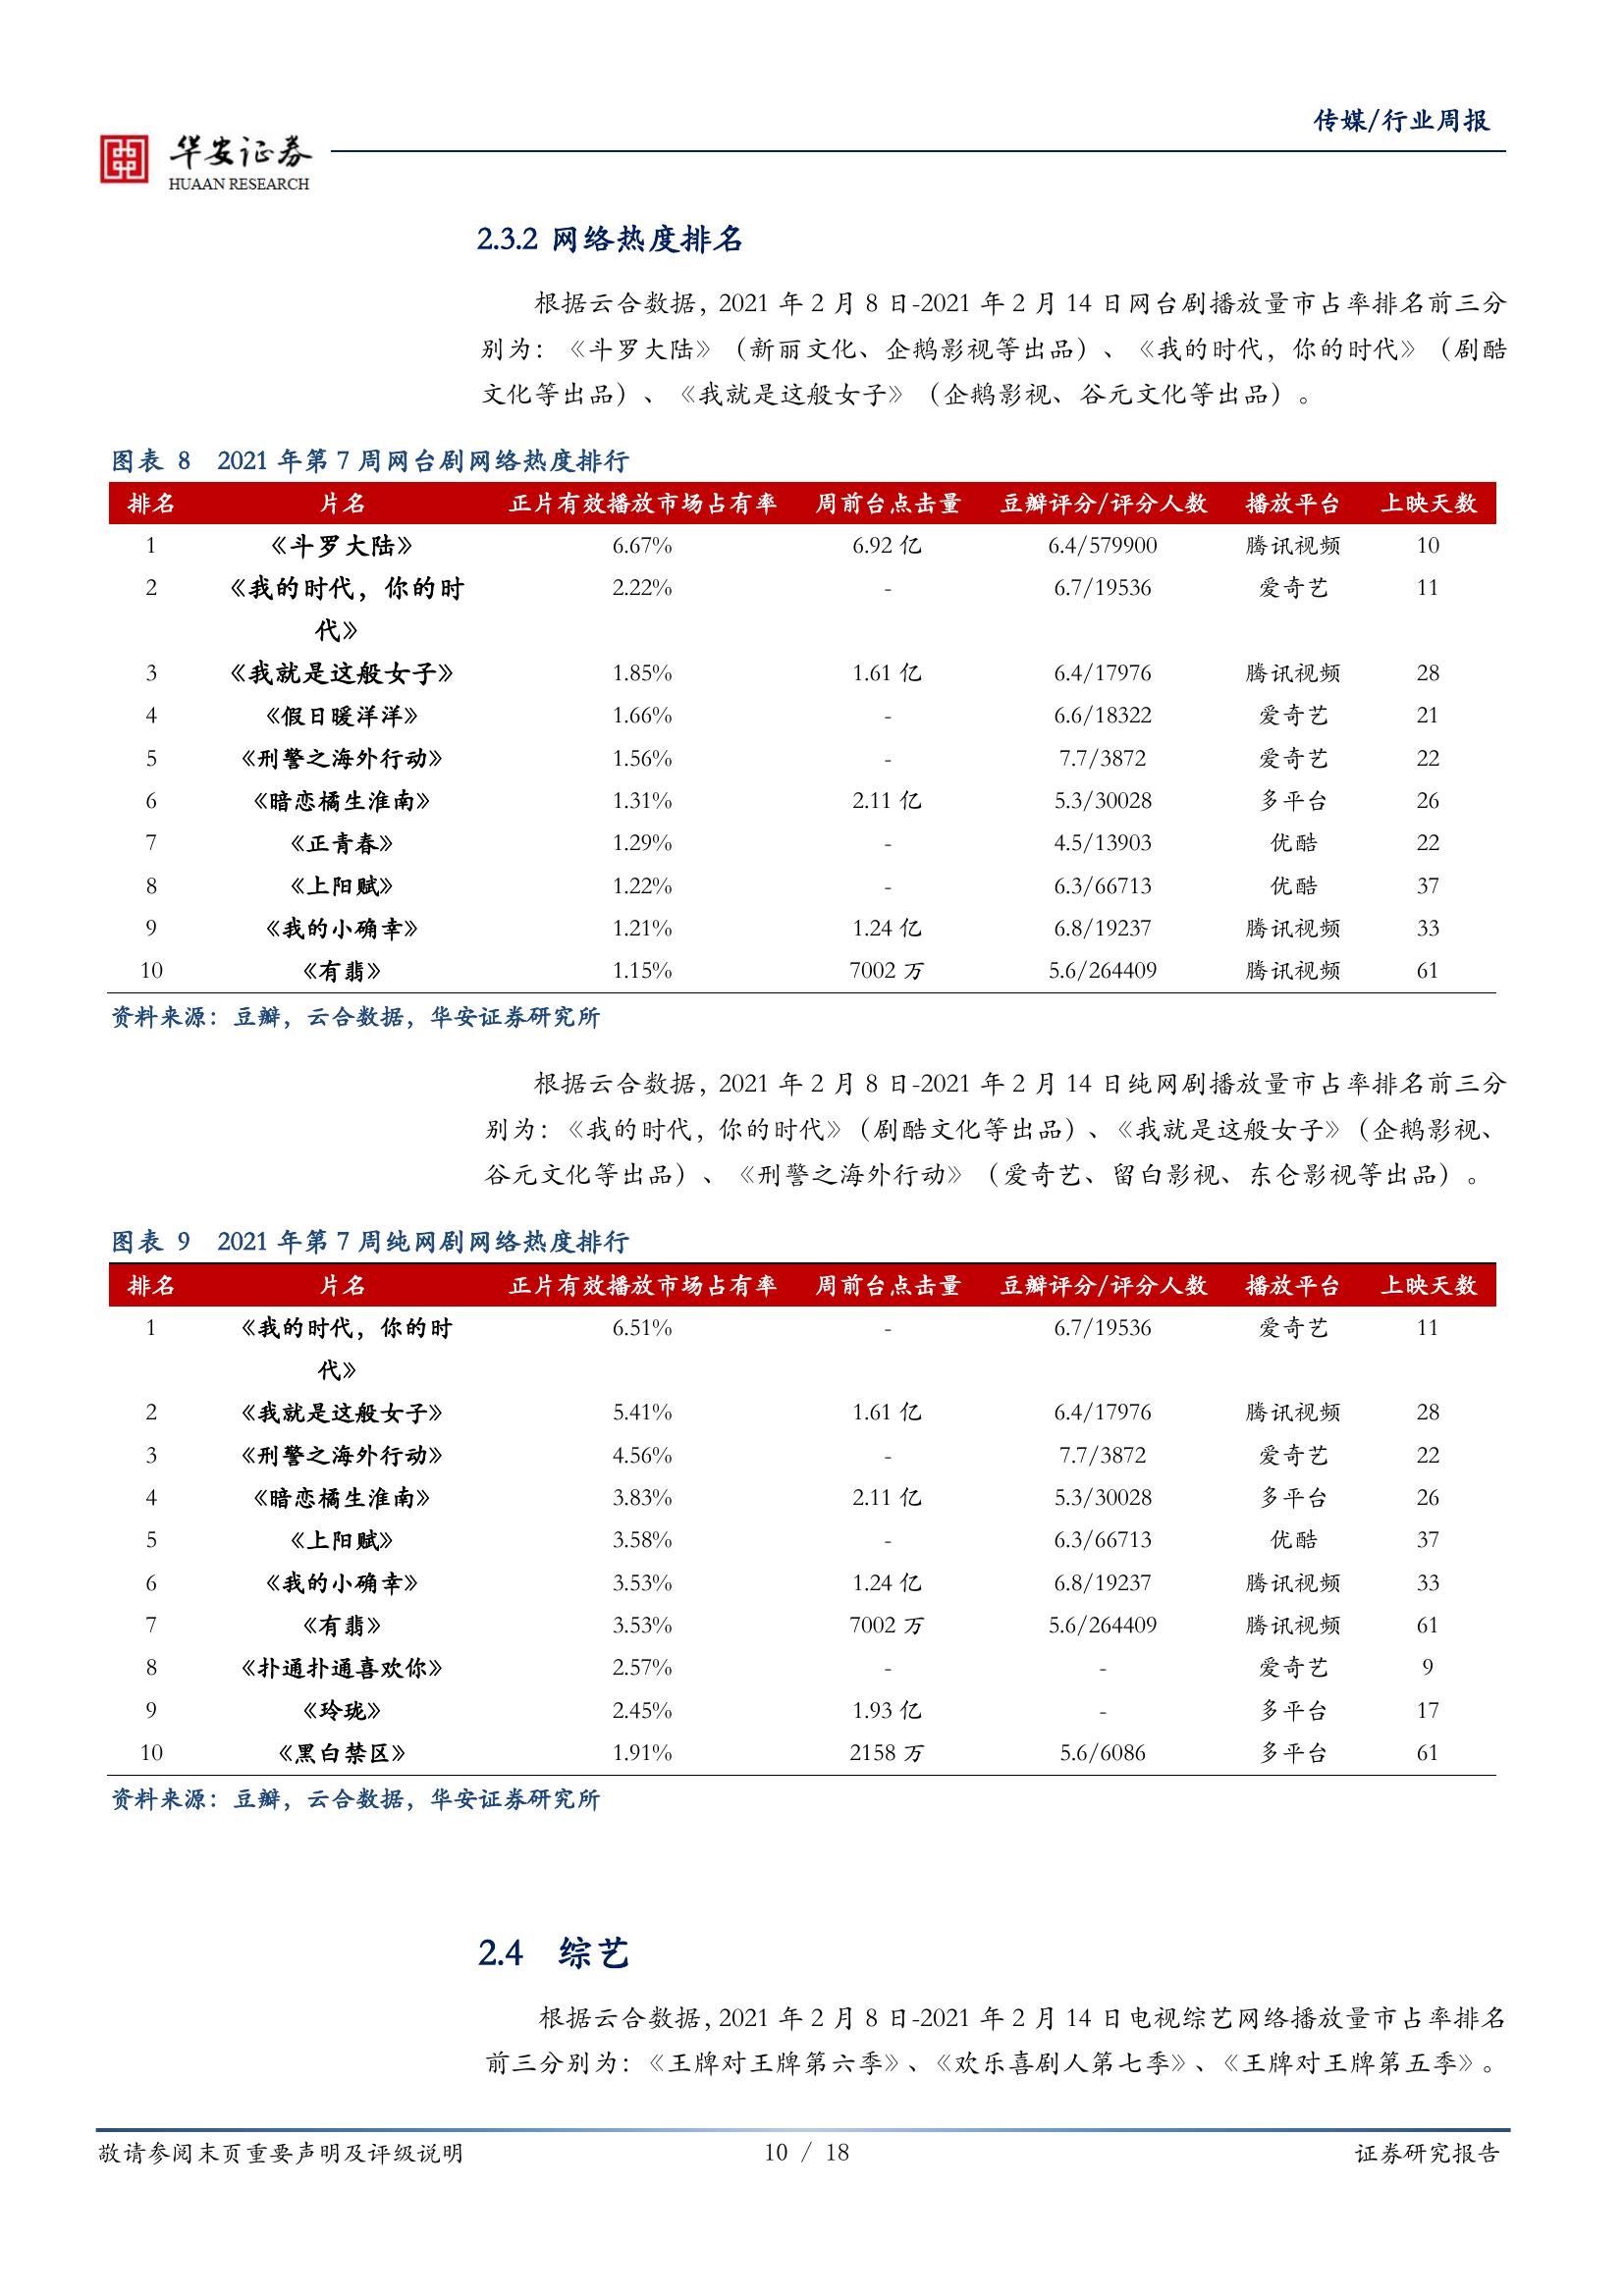 传媒/行业周报
华安证券
HUAAN RESEARCH
2.3.2 网络热度排名
根据云合数据，2021 年 2 月 8 日-2021 年 2 月 14 日网台剧播放量市占率排名前三分
别为：《斗罗大陆》（新丽文化、企鹅影视等出品）、《我的时代，你的时代》（剧酷
文化等出品）、《我就是这般女子》（企鹅影视、谷元文化等出品）。
图表 8 2021 年第 7 周网台剧网络热度排行
排名 片名 正片有效播放市场占有率 周前台点击量 豆瓣评分/评分人数 播放平台 上映天数
1 《斗罗大陆》 6.67% 6.92 亿 6.4/579900 腾讯视频 10
2 《我的时代，你的时 2.22% - 6.7/19536 爱奇艺 11
代》
3 《我就是这般女子》 1.85% 1.61 亿 6.4/17976 腾讯视频 28
4 《假日暖洋洋》 1.66% - 6.6/18322 爱奇艺 21
5 《刑警之海外行动》 1.56% - 7.7/3872 爱奇艺 22
6 《暗恋橘生淮南》 1.31% 2.11 亿 5.3/30028 多平台 26
7 《正青春》 1.29% - 4.5/13903 优酷 22
8 《上阳赋》 1.22% - 6.3/66713 优酷 37
9 《我的小确幸》 1.21% 1.24 亿 6.8/19237 腾讯视频 33
10 《有翡》 1.15% 7002 万 5.6/264409 腾讯视频 61
资料来源：豆瓣，云合数据，华安证券研究所
根据云合数据，2021 年 2 月 8 日-2021 年 2 月 14 日纯网剧播放量市占率排名前三分
别为：《我的时代，你的时代》（剧酷文化等出品）、《我就是这般女子》（企鹅影视、
谷元文化等出品）、《刑警之海外行动》（爱奇艺、留白影视、东仑影视等出品）。
图表 9 2021 年第 7 周纯网剧网络热度排行
排名 片名 正片有效播放市场占有率 周前台点击量 豆瓣评分/评分人数 播放平台 上映天数
1 《我的时代，你的时 6.51% - 6.7/19536 爱奇艺 11
代》
2 《我就是这般女子》 5.41% 1.61 亿 6.4/17976 腾讯视频 28
3 《刑警之海外行动》 4.56% - 7.7/3872 爱奇艺 22
4 《暗恋橘生淮南》 3.83% 2.11 亿 5.3/30028 多平台 26
5 《上阳赋》 3.58% - 6.3/66713 优酷 37
6 《我的小确幸》 3.53% 1.24 亿 6.8/19237 腾讯视频 33
7 《有翡》 3.53% 7002 万 5.6/264409 腾讯视频 61
8 《扑通扑通喜欢你》 2.57% - - 爱奇艺 9
9 《玲珑》 2.45% 1.93 亿 - 多平台 17
10 《黑白禁区》 1.91% 2158 万 5.6/6086 多平台 61
资料来源：豆瓣，云合数据，华安证券研究所
2.4 综艺
根据云合数据，2021 年 2 月 8 日-2021 年 2 月 14 日电视综艺网络播放量市占率排名
前三分别为：《王牌对王牌第六季》、《欢乐喜剧人第七季》、《王牌对王牌第五季》。
敬请参阅末页重要声明及评级说明 10 / 18 证券研究报告